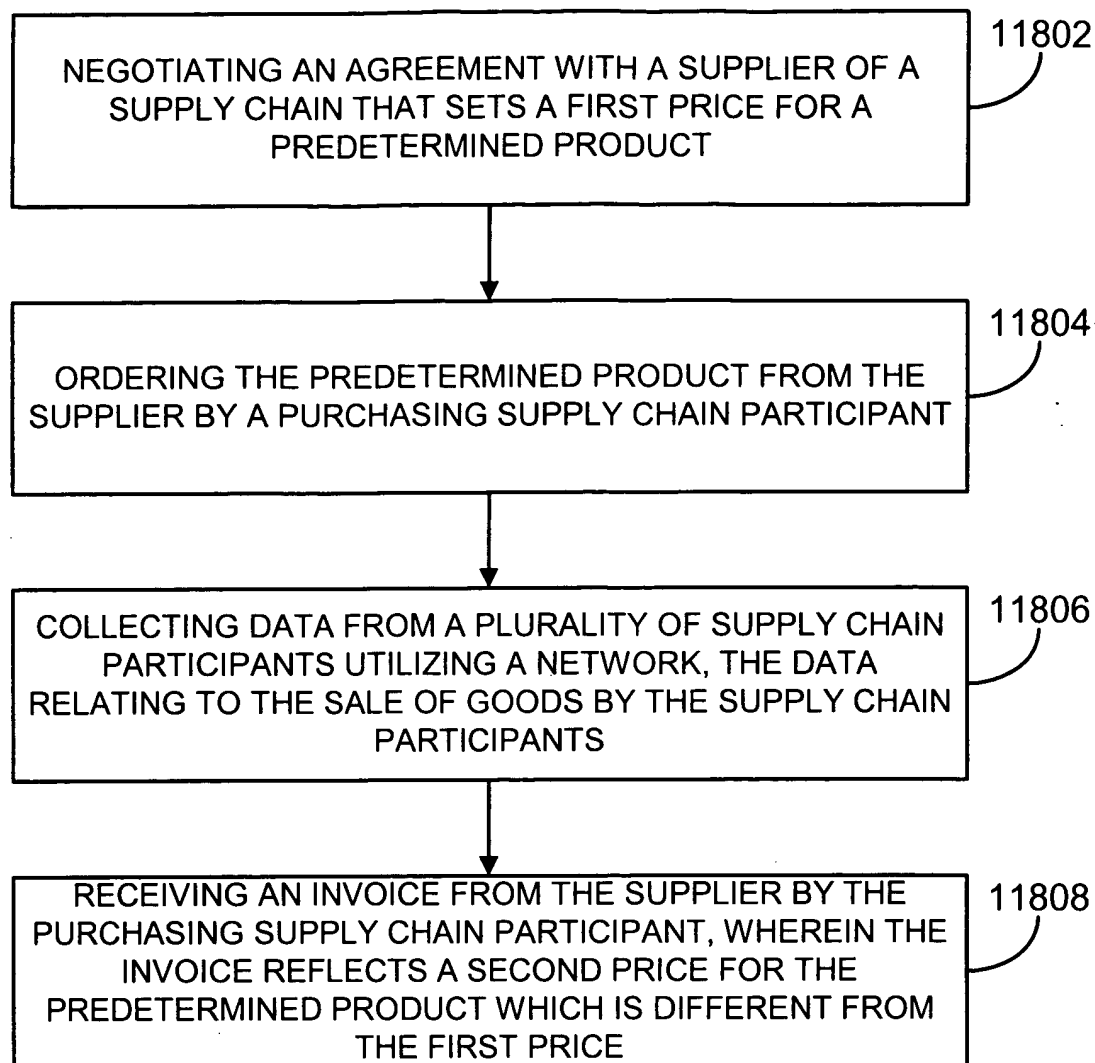 11802
NEGOTIATING AN AGREEMENT WITH A SUPPLIER OF A
SUPPLY CHAIN THAT SETS A FIRST PRICE FOR A
PREDETERMINED PRODUCT
11804
ORDERING THE PREDETERMINED PRODUCT FROM THE
SUPPLIER BY A PURCHASING SUPPLY CHAIN PARTICIPANT
11806
COLLECTING DATA FROM A PLURALITY OF SUPPLY CHAIN
PARTICIPANTS UTILIZING A NETWORK, THE DATA
RELATING TO THE SALE OF GOODS BY THE SUPPLY CHAIN
PARTICIPANTS
11808
RECEIVING AN INVOICE FROM THE SUPPLIER BY THE
PURCHASING SUPPLY CHAIN PARTICIPANT, WHEREIN THE
INVOICE REFLECTS A SECOND PRICE FOR THE
PREDETERMINED PRODUCT WHICH IS DIFFERENT FROM
THE FIRST PRICE